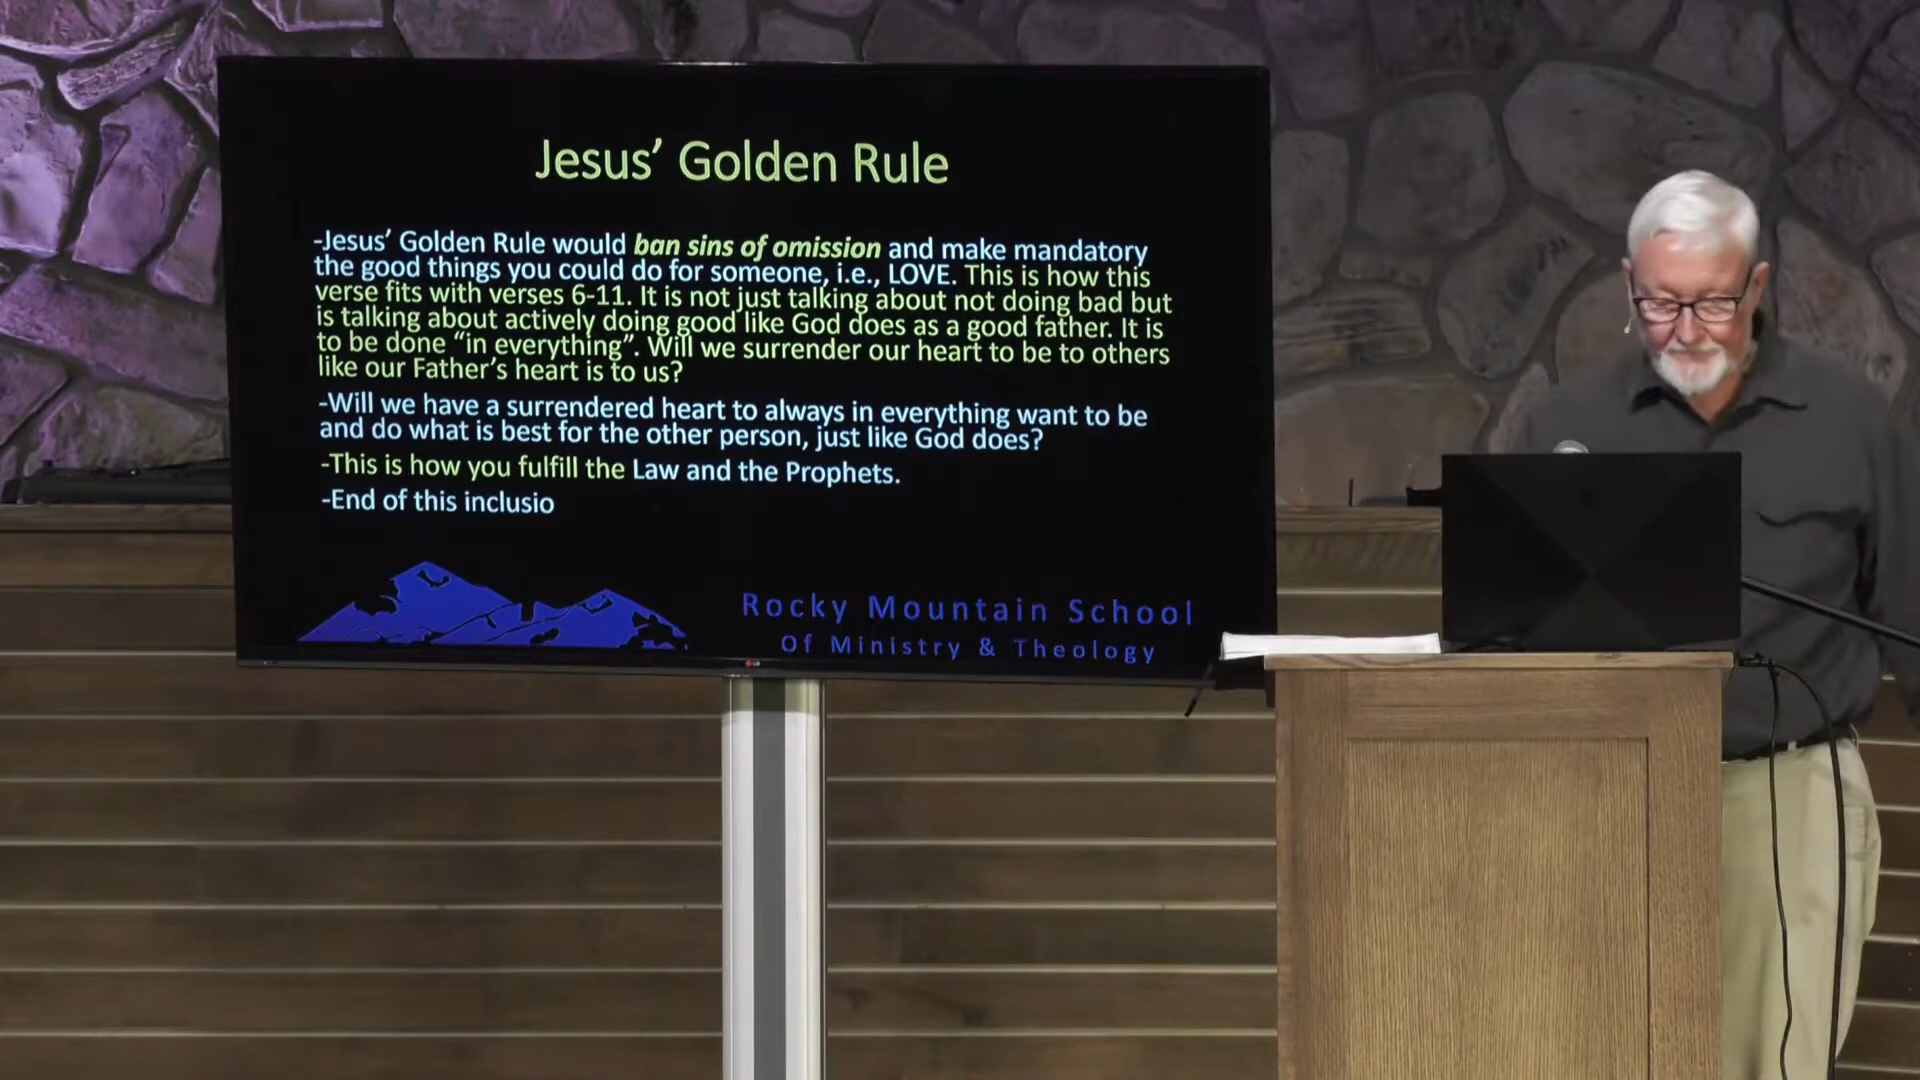 Jesus’ Golden Rule
-Jesus’ Golden Rule would ban sins of omission and make mandatory
the good things you could do for someone, i.e., LOVE. This is how this
verse fits with verses 6-11. It is not just talking about not doing bad but
is talking about actively doing good like God does as a good father. It is
to be done “in everything”. Will we surrender our heart to be to others
like our Father’s heart is to us?
-Will we have a surrendered heart to always in everything want to be
and do what is best for the other person, just like God does?
-This is how you fulfill the Law and the Prophets.
-End of this inclusio
Rocky Mountain School
Of Ministry & Theology
LG